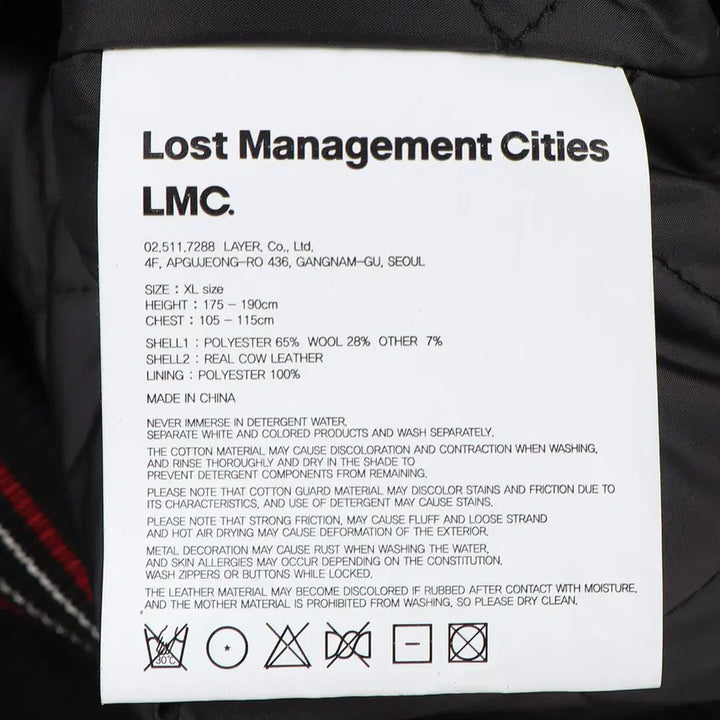 Lost Management Cities
LMC.
02.511.7288 LAYER. Co., Ltd.
4F, APGUJEONG-RO 436, GANGNAM-GU, SEOUL
SIZE : XL size
HEIGHT : 175 - 190cm
CHEST : 105 - 115cm
SHELL1 : POLYESTER 65% WOOL 28% OTHER 7%
SHELL2 : REAL COW LEATHER
LINING : POLYESTER 100%
MADE IN CHINA
NEVER IMMERSE IN DETERGENT WATER.
SEPARATE WHITE AND COLORED PRODUCTS AND WASH SEPARATELY.
THE COTTON MATERIAL MAY CAUSE DISCOLORATION AND CONTRACTION WHEN WASHING,
AND RINSE THOROUGHLY AND DRY IN THE SHADE TO
PREVENT DETERGENT COMPONENTS FROM REMAINING.
PLEASE NOTE THAT COTTON GUARD MATERIAL MAY DISCOLOR STAINS AND FRICTION DUE TO
ITS CHARACTERISTICS, AND USE OF DETERGENT MAY CAUSE STAINS.
PLEASE NOTE THAT STRONG FRICTION, MAY CAUSE FLUFF AND LOOSE STRAND
AND HOT AIR DRYING MAY CAUSE DEFORMATION OF THE EXTERIOR.
METAL DECORATION MAY CAUSE RUST WHEN WASHING THE WATER,
AND SKIN ALLERGIES MAY OCCUR DEPENDING ON THE CONSTITUTION.
WASH ZIPPERS OR BUTTONS WHILE LOCKED.
THE LEATHER MATERIAL MAY BECOME DISCOLORED IF RUBBED AFTER CONTACT WITH MOISTURE,
AND THE MOTHER MATERIAL IS PROHIBITED FROM WASHING, SO PLEASE DRY CLEAN.
30°C